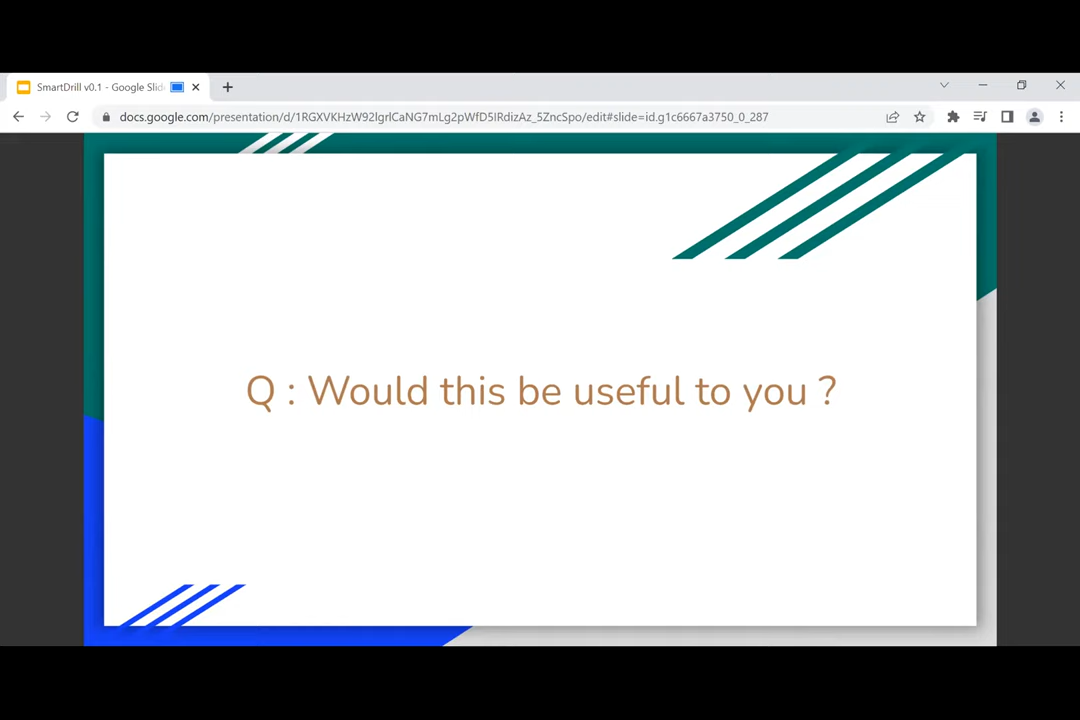 SmartDrill v0.1 - Google Slid
docs.google.com/presentation/d/1RGXVKHzW92IgrlCaNG7mLg2pWfD5IRdizAz_5ZncSpo/edit#slide=id.g1c6667a3750_0_287
Q : Would this be useful to you ?